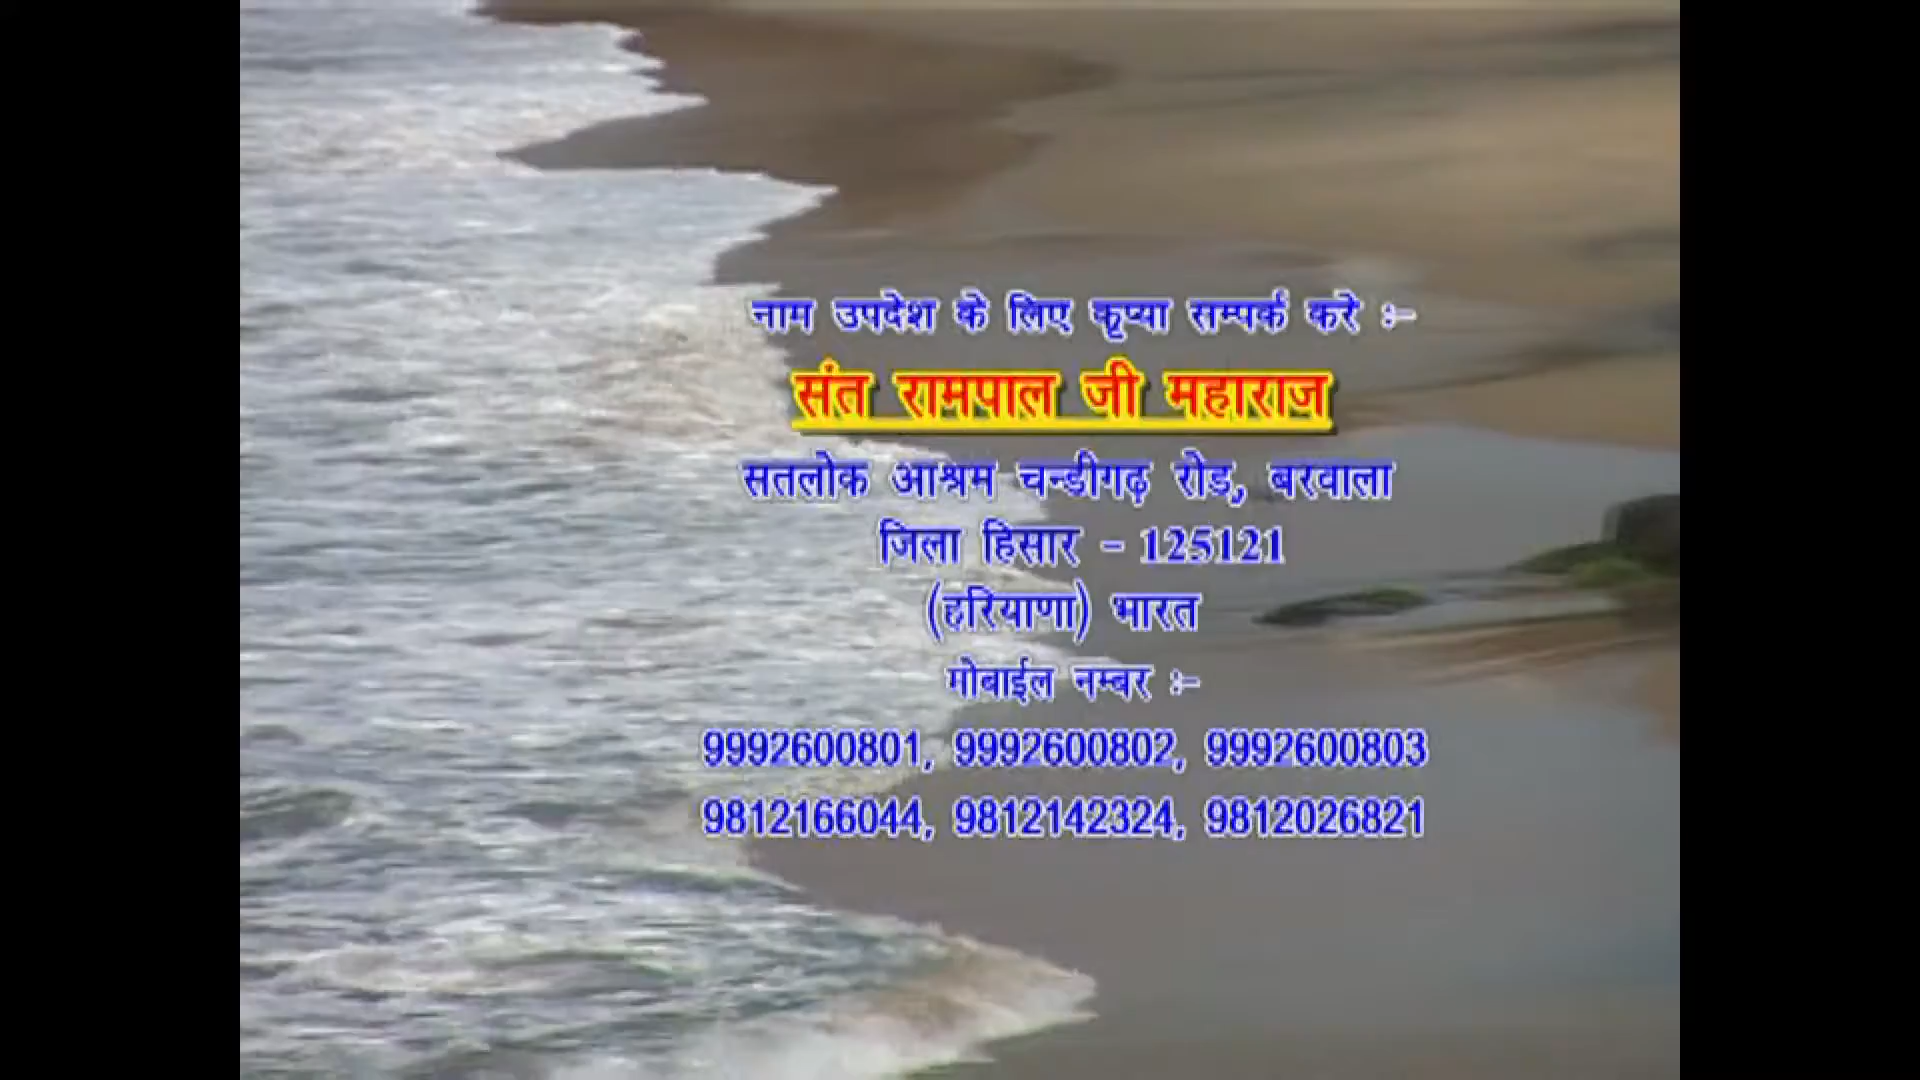 नाम उपदेश के लिए कृप्या सम्पर्क करे :-
संत रामपाल जी महाराज
सतलोक आश्रम चन्डीगढ़ रोड, बरवाला
जिला हिसार - 125121
(हरियाणा) भारत
मोबाईल नम्बर :-
9992600801, 9992600802, 9992600803
9812166044, 9812142324, 9812026821